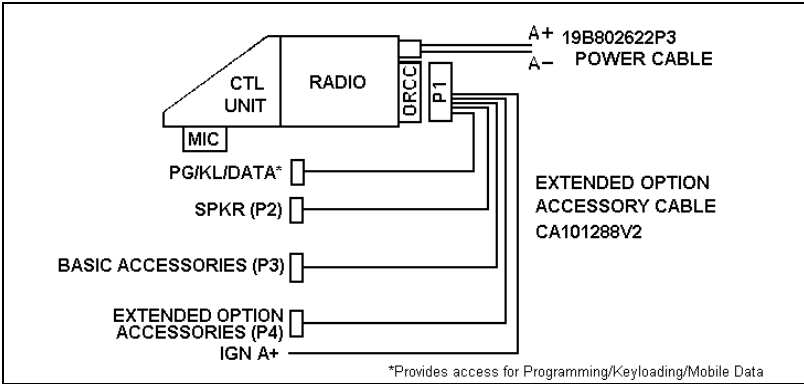 A+ 19B802622P3
A− POWER CABLE
CTL
UNIT
RADIO
ORCC
P1
MIC
PG/KL/DATA*
SPKR (P2)
EXTENDED OPTION
ACCESSORY CABLE
CA101288V2
BASIC ACCESSORIES (P3)
EXTENDED OPTION
ACCESSORIES (P4)
IGN A+
*Provides access for Programming/Keyloading/Mobile Data